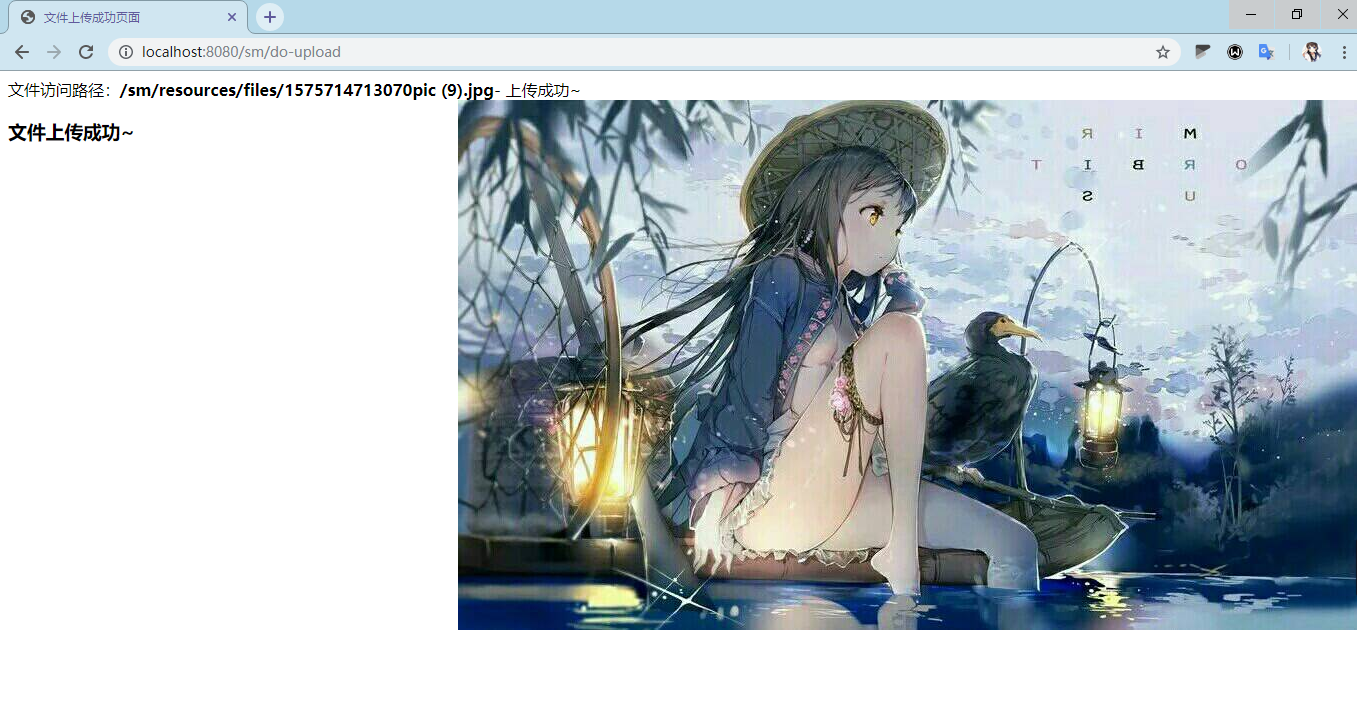 文件上传成功页面
localhost:8080/sm/do-upload
文件访问路径：/sm/resources/files/1575714713070pic (9).jpg- 上传成功~
文件上传成功~
R I M
T I B R O
S U